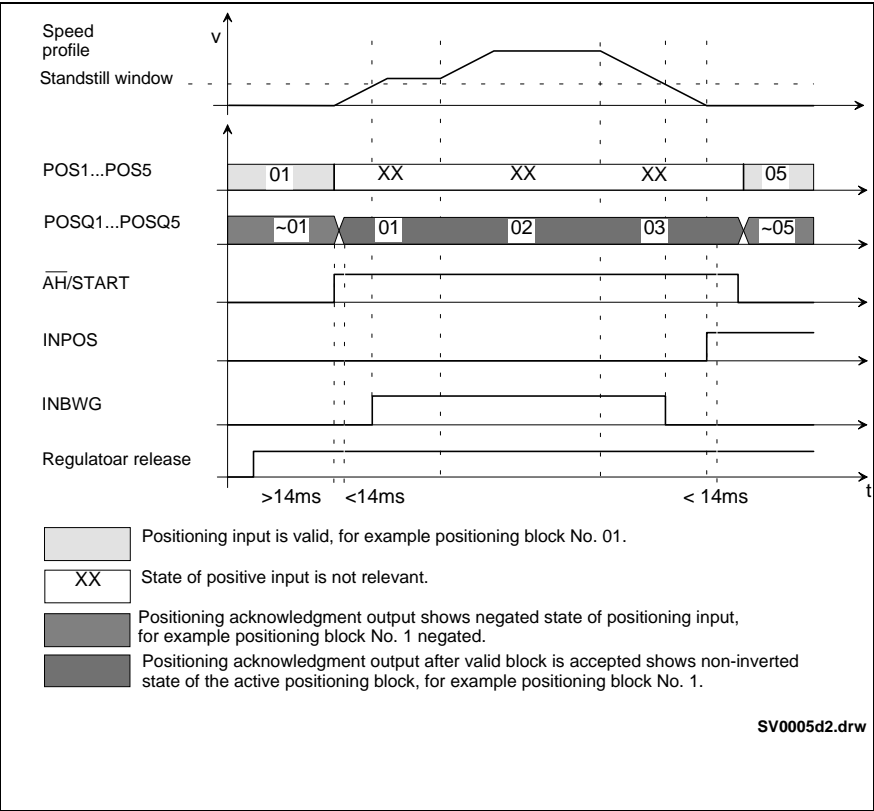 Speed
profile
v
Standstill window
POS1...POS5
01 XX XX XX 05
POSQ1...POSQ5
~01 01 02 03 ~05
AH/START
INPOS
INBWG
Regulatoar release
t
>14ms <14ms < 14ms
Positioning input is valid, for example positioning block No. 01.
XX State of positive input is not relevant.
Positioning acknowledgment output shows negated state of positioning input,
for example positioning block No. 1 negated.
Positioning acknowledgment output after valid block is accepted shows non-inverted
state of the active positioning block, for example positioning block No. 1.
SV0005d2.drw